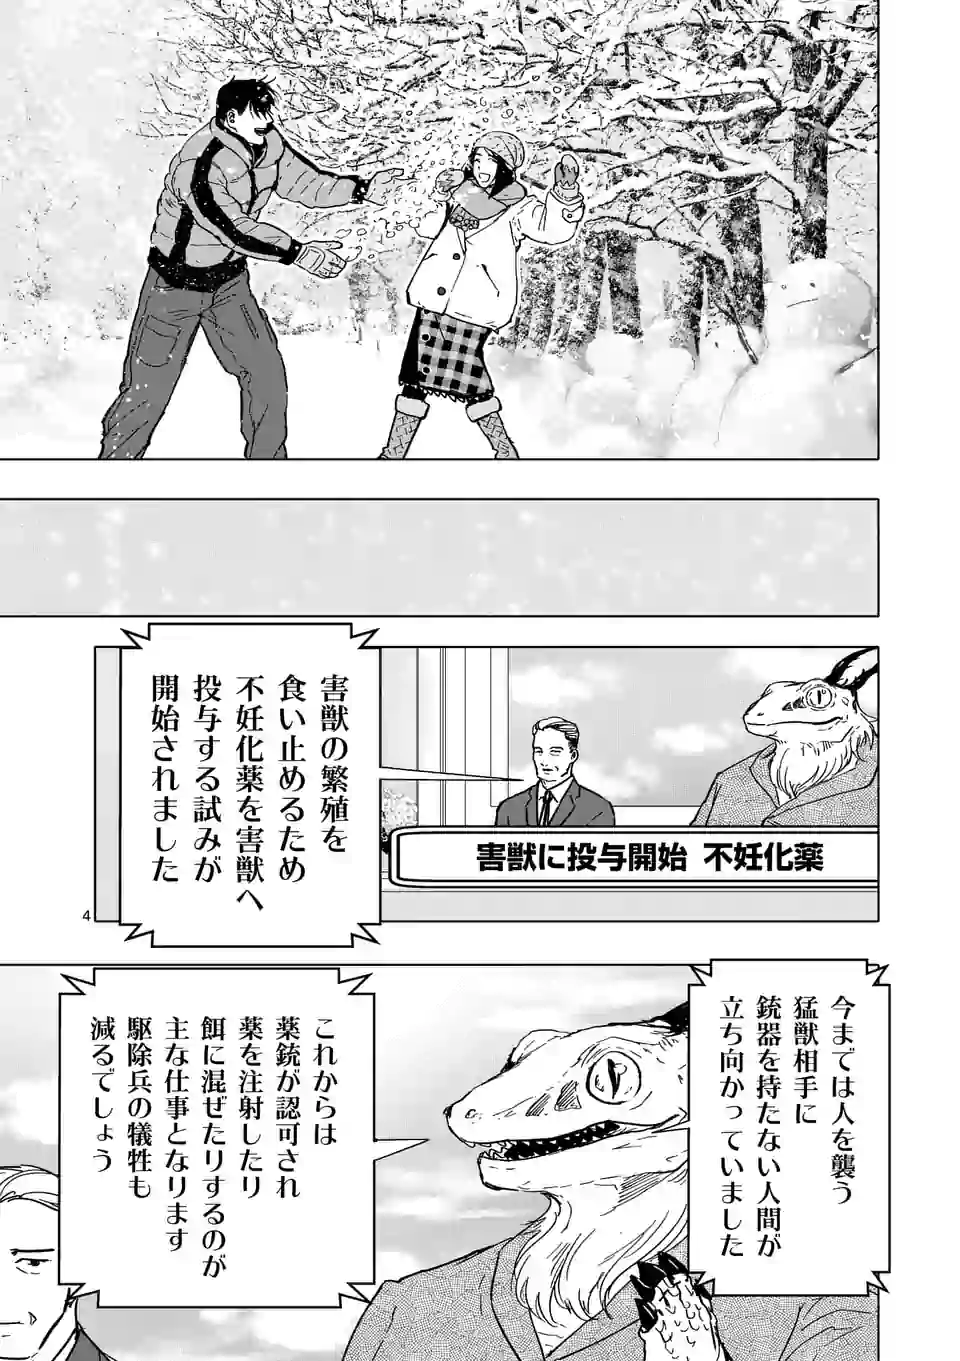 害獣の繁殖を
食い止めるため
不妊化薬を害獣へ
投与する試みが
開始されました
害獣に投与開始 不妊化薬
4
今までは人を襲う
猛獣相手に
銃器を持たない人間が
立ち向かっていました
これからは
薬銃が認可され
薬を注射したり
餌に混ぜたりするのが
主な仕事となります
駆除兵の犠牲も
減るでしょう